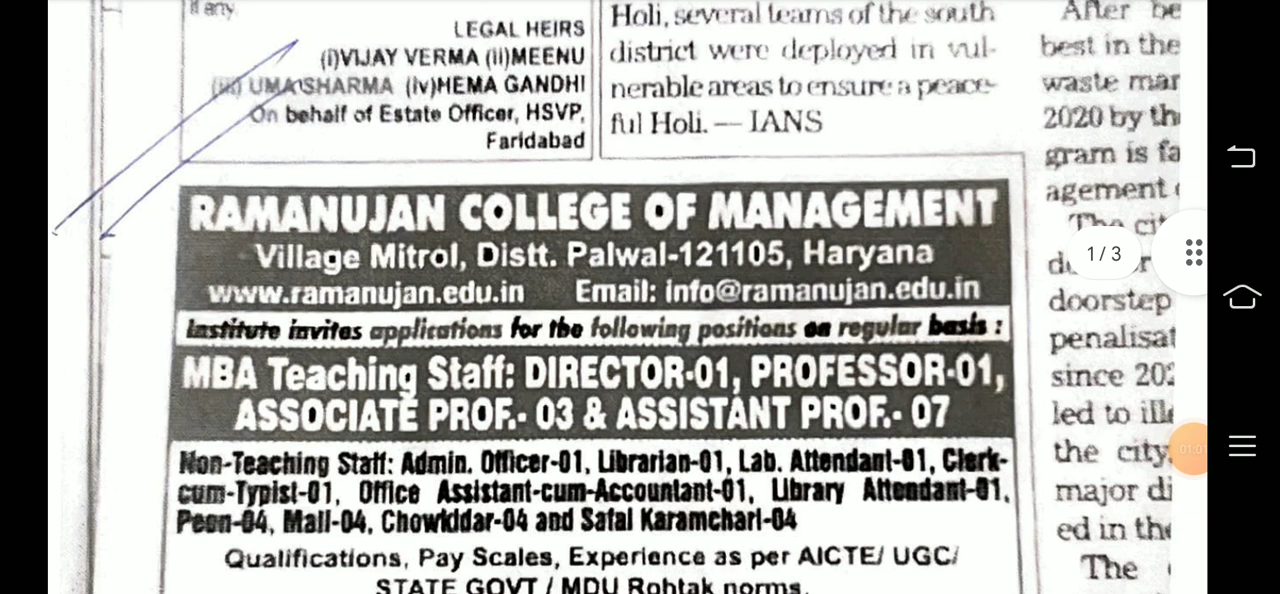 if any.
LEGAL HEIRS
(i)VIJAY VERMA (ii)MEENU
(iii) UMA SHARMA (iv)HEMA GANDHI
On behalf of Estate Officer, HSVP,
Faridabad
Holi, several teams of the south
district were deployed in vul-
nerable areas to ensure a peace-
ful Holi. — IANS
RAMANUJAN COLLEGE OF MANAGEMENT
Village Mitrol, Distt. Palwal-121105, Haryana
www.ramanujan.edu.in Email: info@ramanujan.edu.in
Institute invites applications for the following positions on regular basis :
MBA Teaching Staff: DIRECTOR-01, PROFESSOR-01,
ASSOCIATE PROF.- 03 & ASSISTANT PROF.- 07
Non-Teaching Staff: Admin. Officer-01, Librarian-01, Lab. Attendant-01, Clerk-
cum-Typist-01, Office Assistant-cum-Accountant-01, Library Attendant-01,
Peon-04, Mali-04, Chowkidar-04 and Safai Karamchari-04
Qualifications, Pay Scales, Experience as per AICTE/ UGC/
STATE GOVT / MDU Rohtak norms.
After be
best in the
waste mar
2020 by th
gram is fa
agement
The cit
doorstep
penalisat
since 202
led to ille
the city,
major di
ed in the
The
1/3
01:01